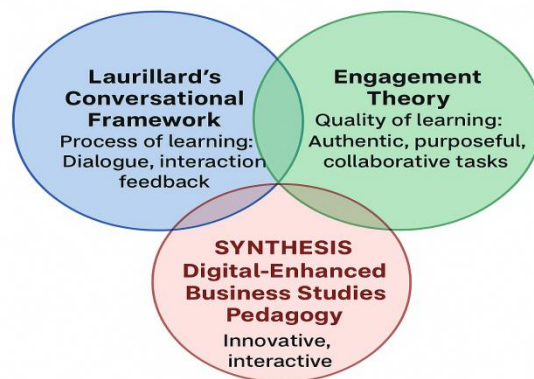 Laurillard's
Conversational
Framework
Process of learning:
Dialogue, interaction
feedback
Engagement
Theory
Quality of learning:
Authentic, purposeful,
collaborative tasks
SYNTHESIS
Digital-Enhanced
Business Studies
Pedagogy
Innovative,
interactive